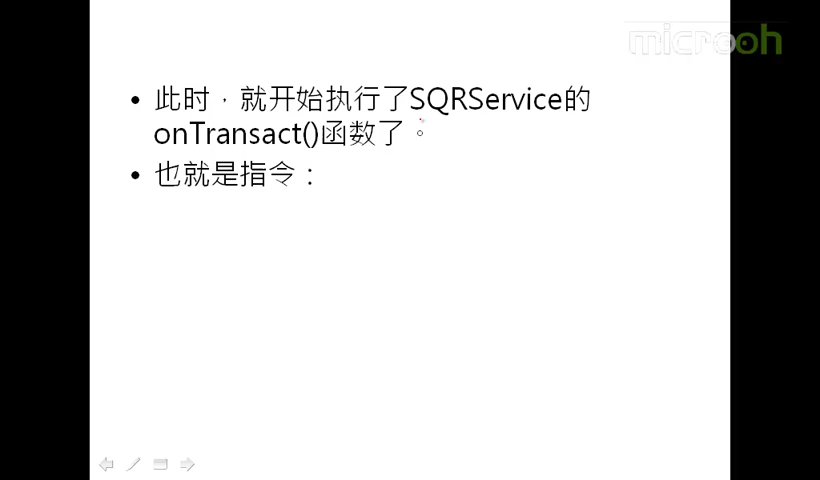 microoh
• 此时，就开始执行了SQRService的
onTransact()函数了。
• 也就是指令：